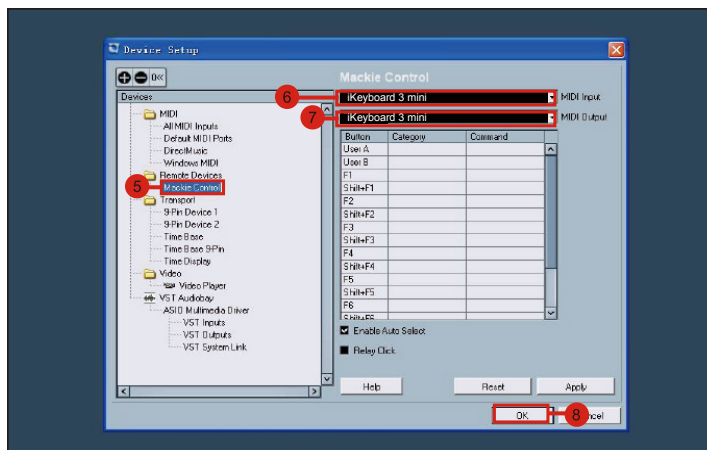 Device Setup
Mackie Control
Devices
6
iKeyboard 3 mini
MIDI Input
7
iKeyboard 3 mini
MIDI Output
MIDI
All MIDI Inputs
Default MIDI Ports
DirectMusic
Windows MIDI
Remote Devices
5
Mackie Control
Transport
9-Pin Device 1
9-Pin Device 2
Time Base
Time Base 9-Pin
Time Display
Video
Video Player
VST Audiobay
ASIO Multimedia Driver
VST Inputs
VST Outputs
VST System Link
Button Category Command
User A
User B
F1
Shift+F1
F2
Shift+F2
F3
Shift+F3
F4
Shift+F4
F5
Shift+F5
F6
Shift+F6
Enable Auto Select
Relay Click
Help Reset Apply
OK 8 ncel